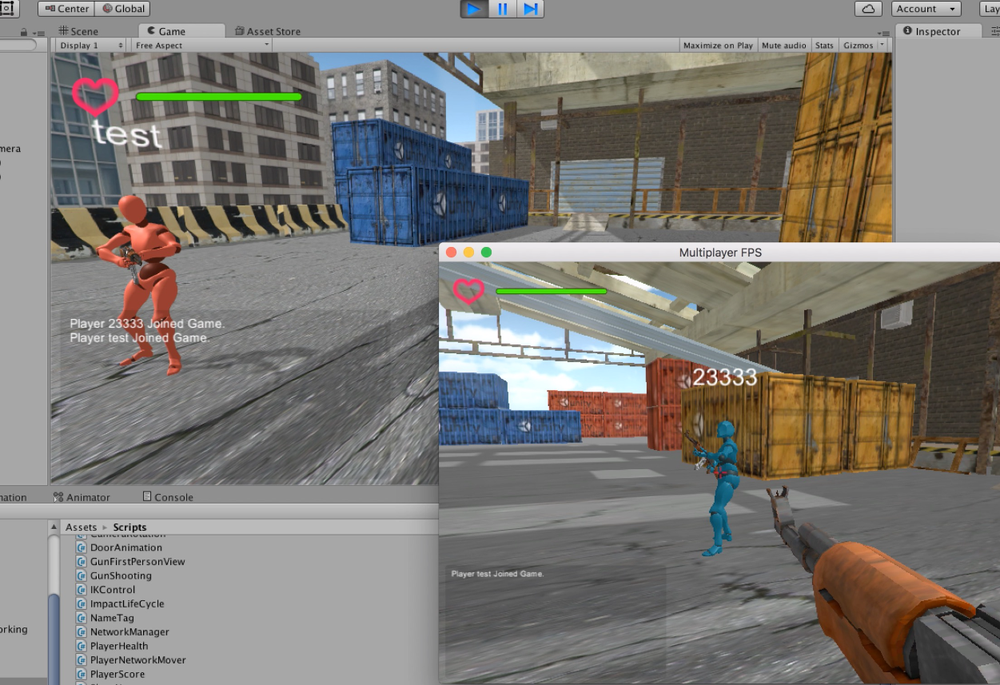 Center Global
Account
Lay
Scene Game Asset Store
Inspector
Display 1 Free Aspect
Maximize on Play Mute audio Stats Gizmos
test
mera
Player 23333 Joined Game.
Player test Joined Game.
Multiplayer FPS
23333
UNITY
Player test Joined Game.
mation Animator Console
Assets Scripts
CameraRotation
DoorAnimation
GunFirstPersonView
GunShooting
IKControl
ImpactLifeCycle
NameTag
orking
NetworkManager
PlayerHealth
PlayerNetworkMover
PlayerScore